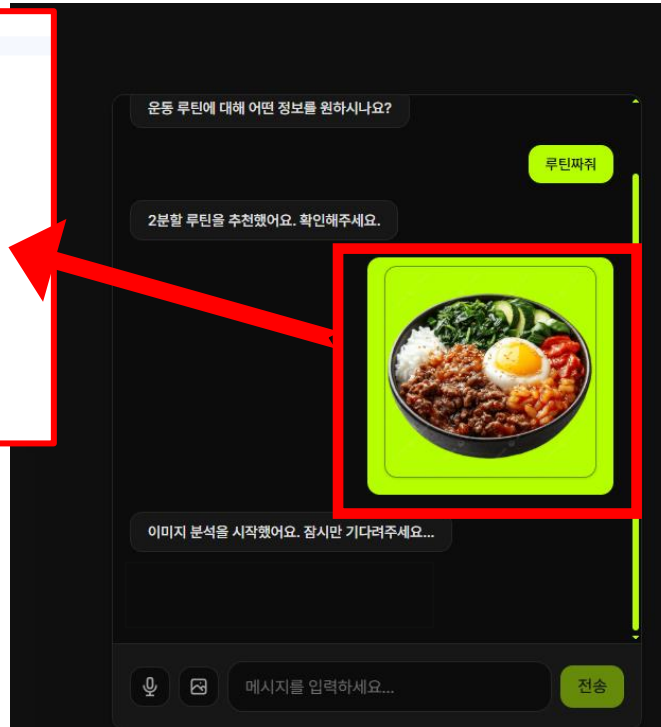 운동 루틴에 대해 어떤 정보를 원하시나요?
루틴짜줘
2분할 루틴을 추천했어요. 확인해주세요.
이미지 분석을 시작했어요. 잠시만 기다려주세요...
메시지를 입력하세요...
전송